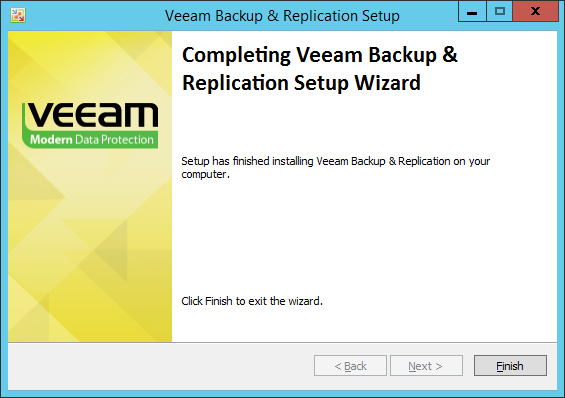 Veeam Backup & Replication Setup
Completing Veeam Backup &
Replication Setup Wizard
veeam
Modern Data Protection
Setup has finished installing Veeam Backup & Replication on your
computer.
Click Finish to exit the wizard.
< Back Next > Finish